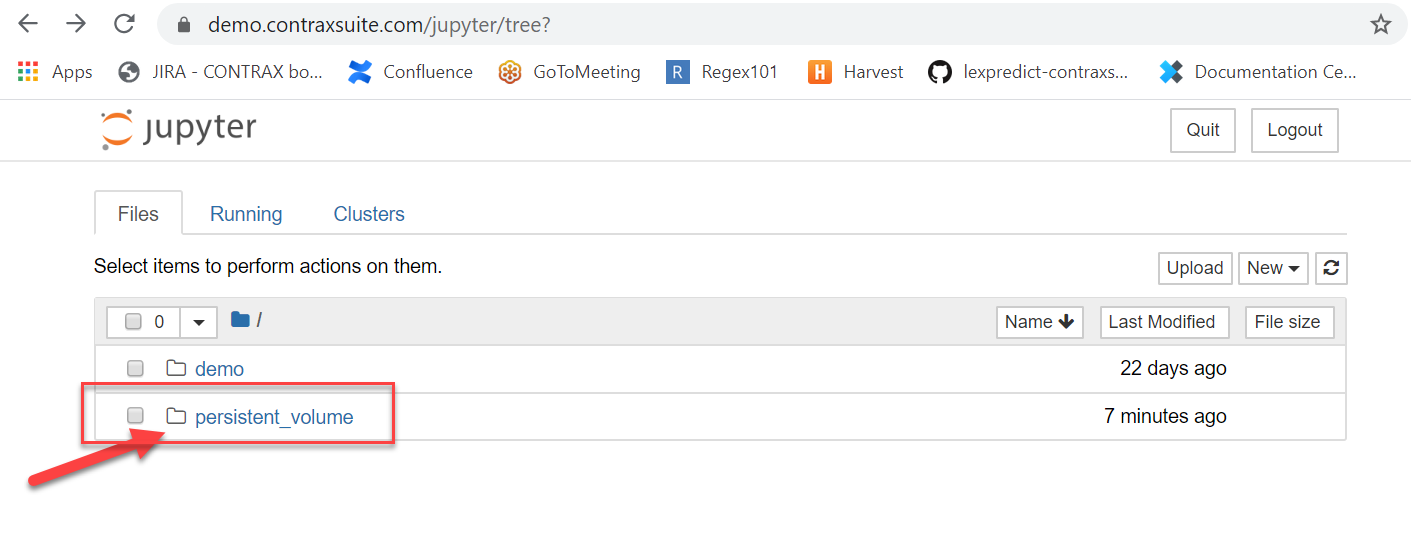 demo.contraxsuite.com/jupyter/tree?
Apps JIRA - CONTRAX bo... Confluence GoToMeeting R Regex101 H Harvest lexpredict-contraxs... Documentation Ce...
jupyter Quit Logout
Files Running Clusters
Select items to perform actions on them. Upload New
0 / Name Last Modified File size
demo 22 days ago
persistent_volume 7 minutes ago